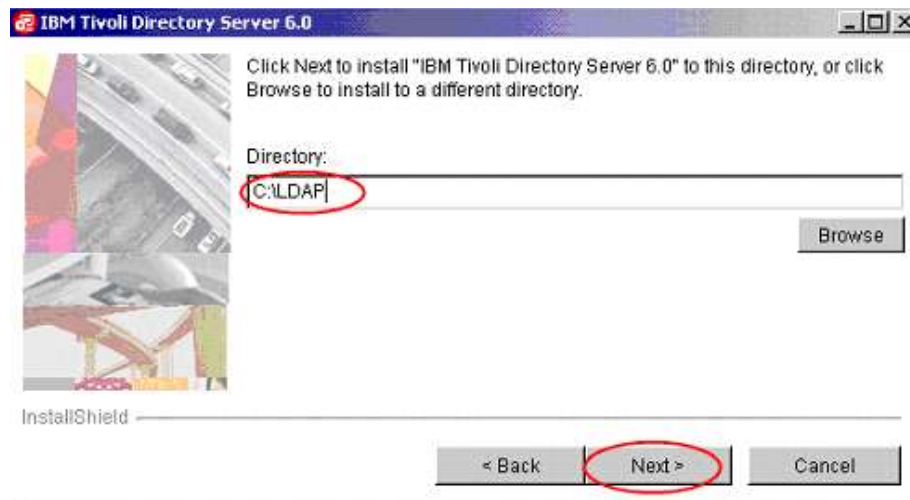 IBM Tivoli Directory Server 6.0
Click Next to install "IBM Tivoli Directory Server 6.0" to this directory, or click
Browse to install to a different directory.
Directory:
C:\LDAP
Browse
InstallShield
< Back
Next >
Cancel